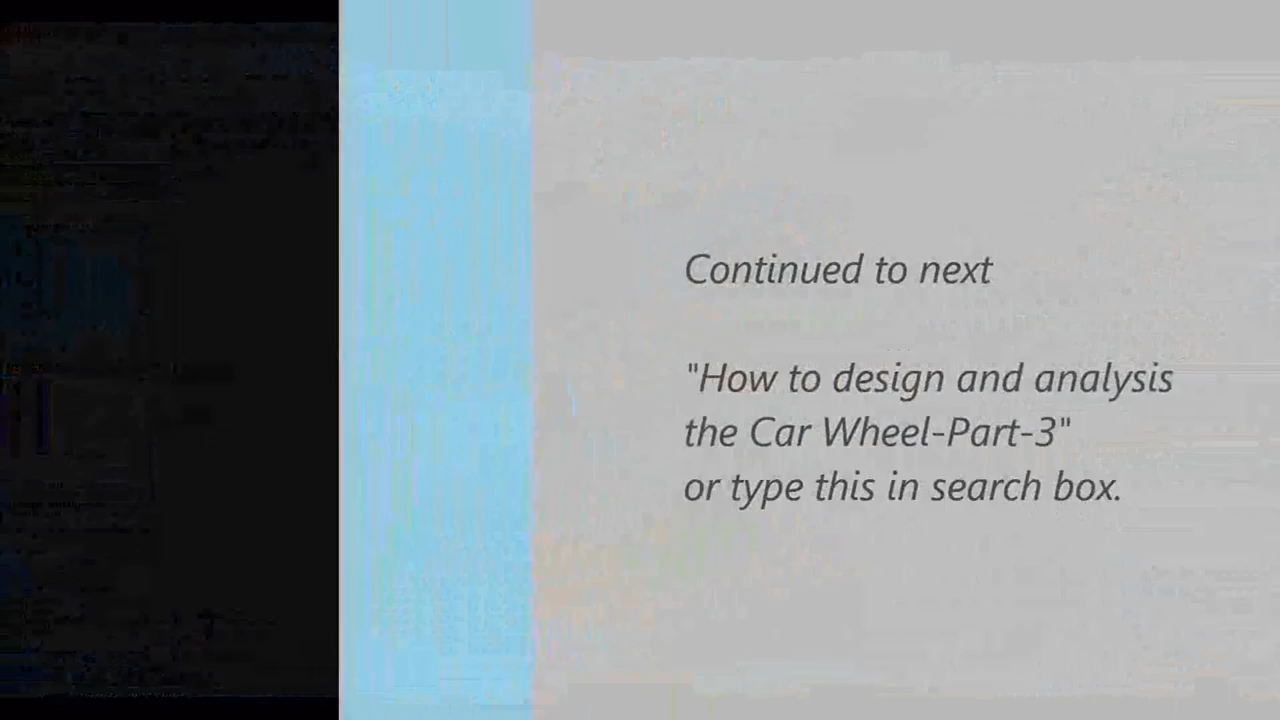 Continued to next
"How to design and analysis
the Car Wheel-Part-3"
or type this in search box.